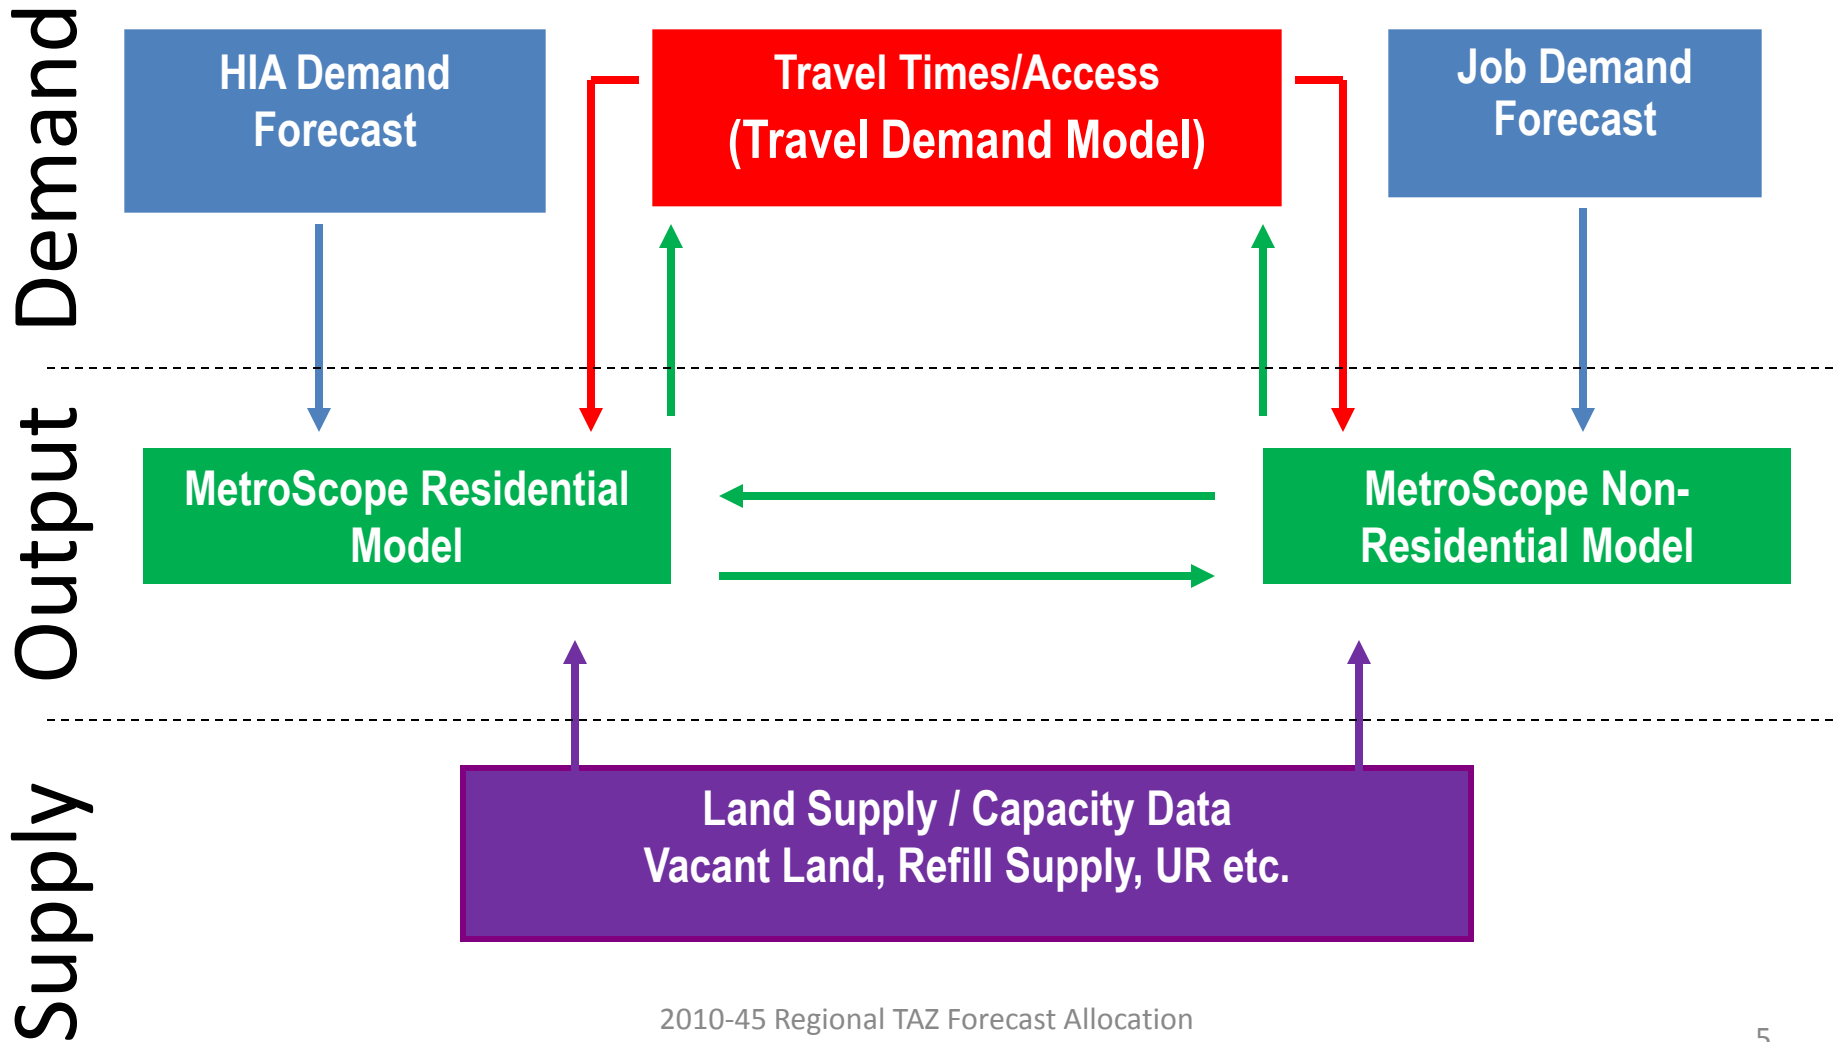 Demand
HIA Demand
Forecast
Travel Times/Access
(Travel Demand Model)
Job Demand
Forecast
Output
MetroScope Residential
Model
MetroScope Non-
Residential Model
Supply
Land Supply / Capacity Data
Vacant Land, Refill Supply, UR etc.
2010-45 Regional TAZ Forecast Allocation
5